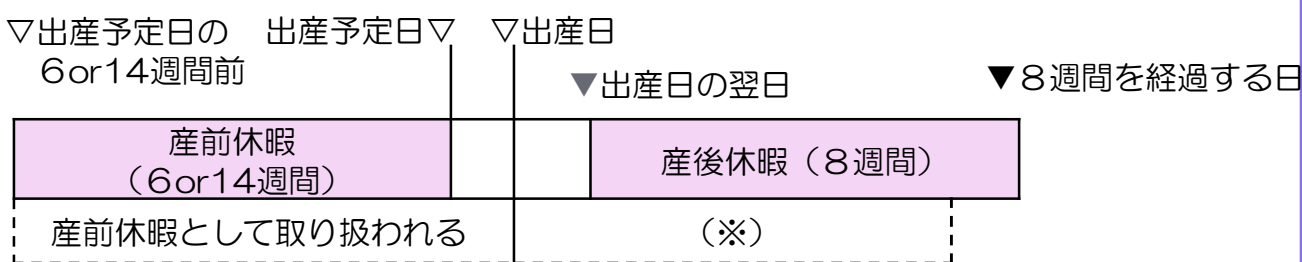 ▽出産予定日の　出産予定日▽　▽出産日
6or14週間前
▼出産日の翌日
▼8週間を経過する日
産前休暇
（6or14週間）
産後休暇（8週間）
産前休暇として取り扱われる
（※）